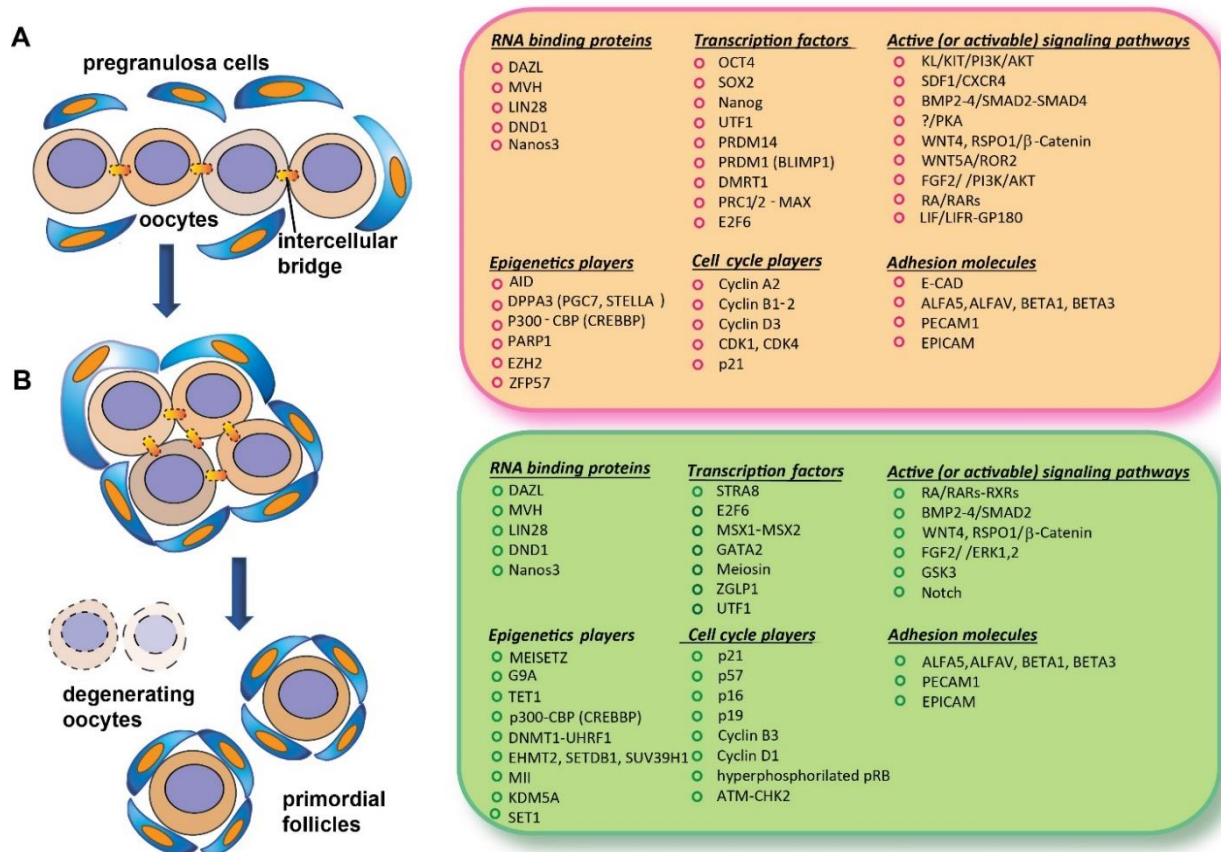 A
pregranulosa cells
oocytes
intercellular
bridge
B
degenerating
oocytes
primordial
follicles
RNA binding proteins
DAZL
MVH
LIN28
DND1
Nanos3
Transcription factors
OCT4
SOX2
Nanog
UTF1
PRDM14
PRDM1 (BLIMP1)
DMRT1
PRC1/2 - MAX
E2F6
Active (or activable) signaling pathways
KL/KIT/PI3K/AKT
SDF1/CXCR4
BMP2-4/SMAD2-SMAD4
?/PKA
WNT4, RSPO1/β-Catenin
WNT5A/ROR2
FGF2/ /PI3K/AKT
RA/RARs
LIF/LIFR-GP180
Epigenetics players
AID
DPPA3 (PGC7, STELLA )
P300 - CBP (CREBBP)
PARP1
EZH2
ZFP57
Cell cycle players
Cyclin A2
Cyclin B1-2
Cyclin D3
CDK1, CDK4
p21
Adhesion molecules
E-CAD
ALFA5, ALFAV, BETA1, BETA3
PECAM1
EPICAM
RNA binding proteins
DAZL
MVH
LIN28
DND1
Nanos3
Transcription factors
STRA8
E2F6
MSX1-MSX2
GATA2
Meiosin
ZGLP1
UTF1
Active (or activable) signaling pathways
RA/RARs-RXRs
BMP2-4/SMAD2
WNT4, RSPO1/β-Catenin
FGF2/ /ERK1,2
GSK3
Notch
Epigenetics players
MEISETZ
G9A
TET1
p300-CBP (CREBBP)
DNMT1-UHRF1
EHMT2, SETDB1, SUV39H1
MII
KDM5A
SET1
Cell cycle players
p21
p57
p16
p19
Cyclin B3
Cyclin D1
hyperphosphorilated pRB
ATM-CHK2
Adhesion molecules
ALFA5, ALFAV, BETA1, BETA3
PECAM1
EPICAM